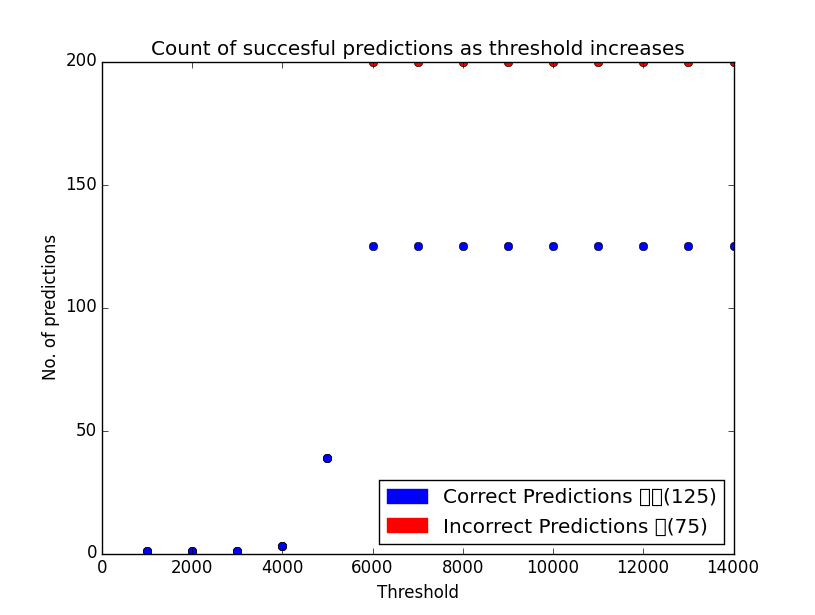 Count of succesful predictions as threshold increases
200
150
100
50
0
No. of predictions
0 2000 4000 6000 8000 10000 12000 14000
Threshold
Correct Predictions (125)
Incorrect Predictions (75)